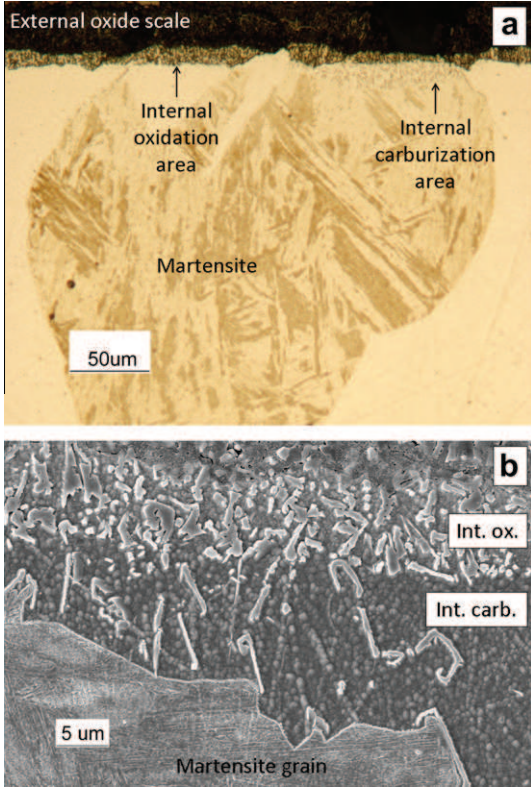 External oxide scale
a
Internal
oxidation
area
Internal
carburization
area
Martensite
50um
b
Int. ox.
Int. carb.
5 um
Martensite grain